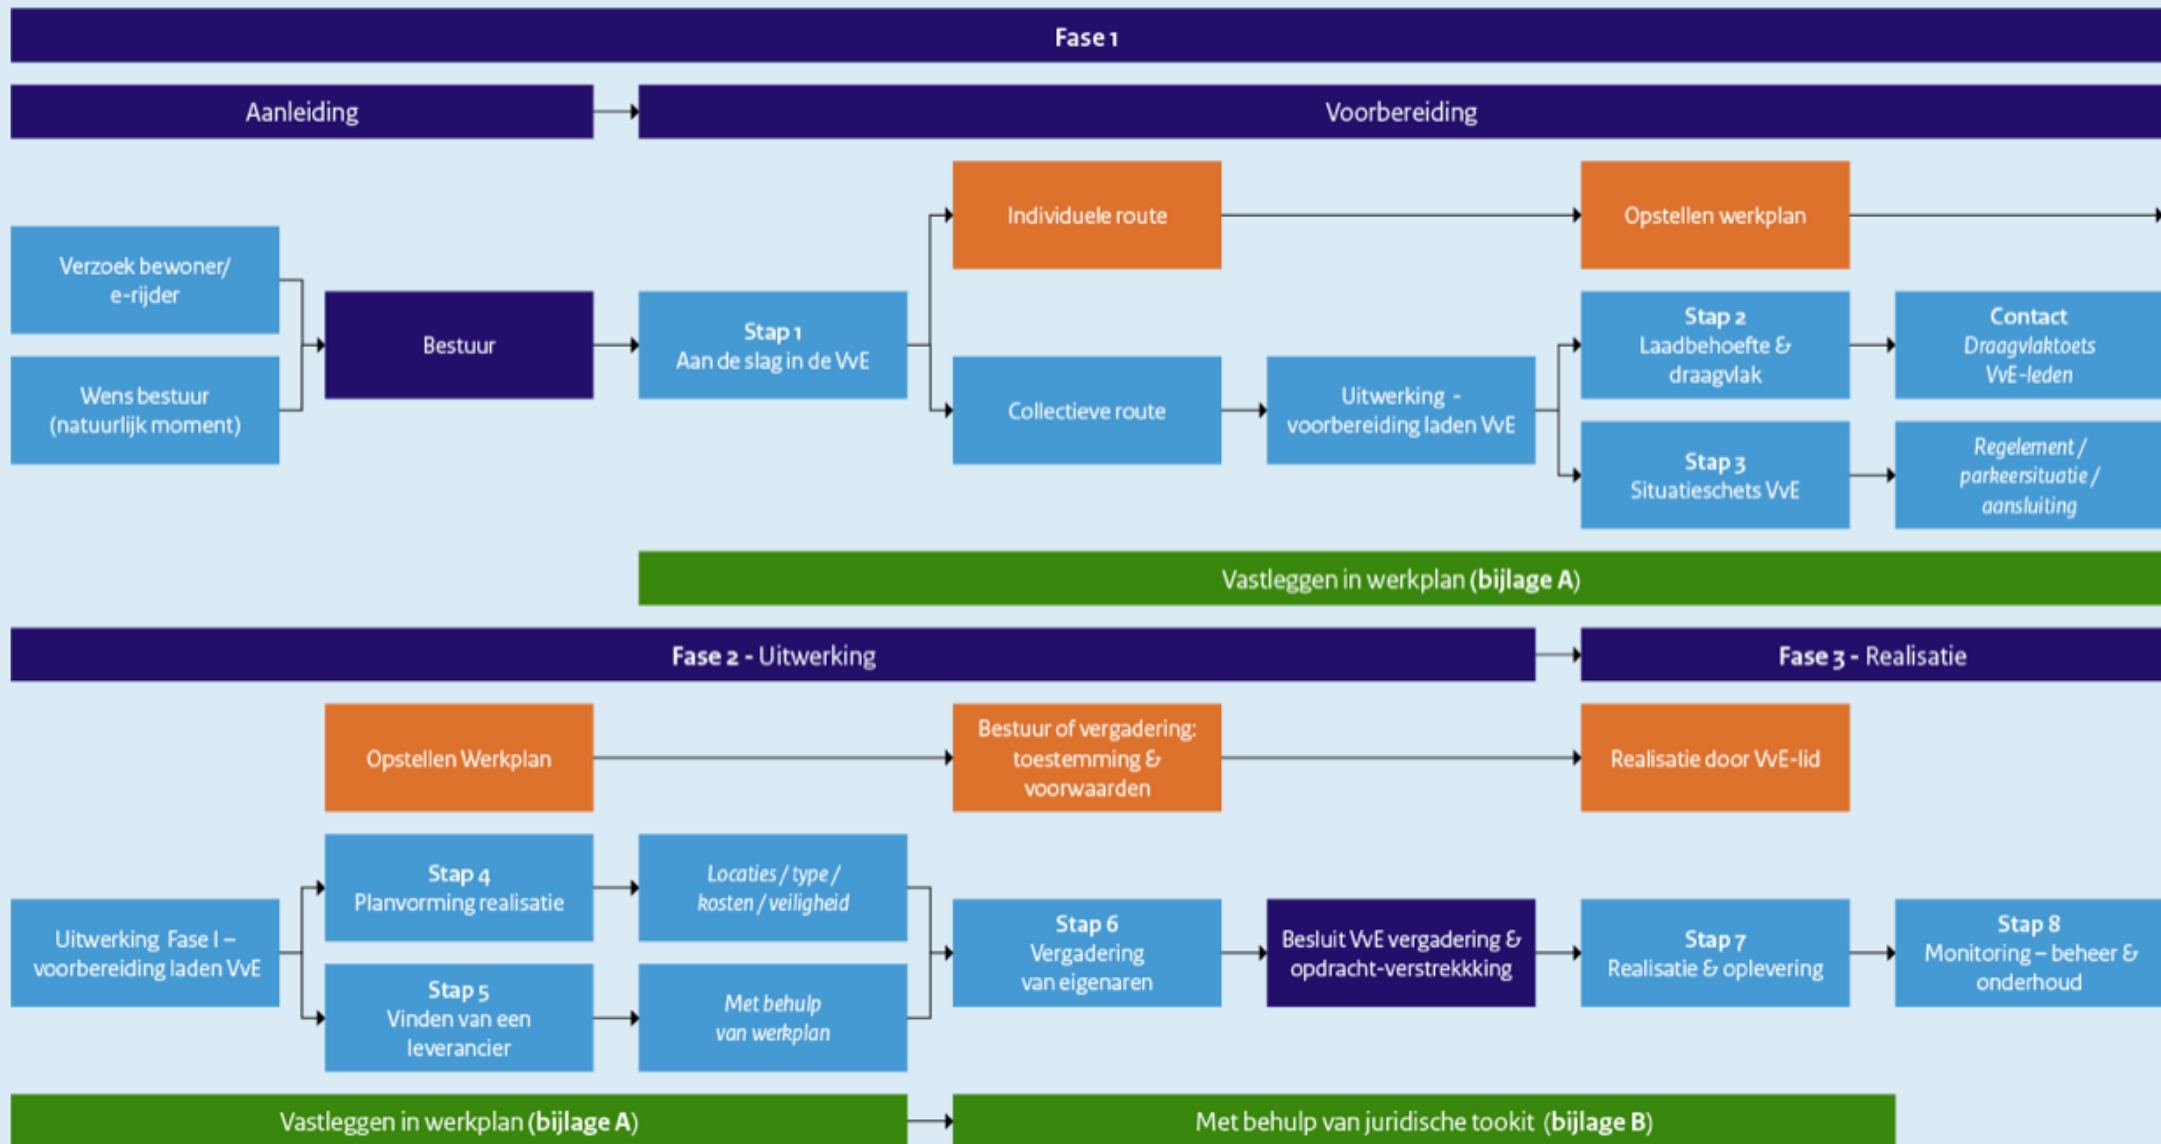 Fase 1
Aanleiding
Voorbereiding
Individuele route
Opstellen werkplan
Verzoek bewoner/
e-rijder
Wens bestuur
(natuurlijk moment)
Bestuur
Stap 1
Aan de slag in de VvE
Collectieve route
Uitwerking -
voorbereiding laden VvE
Stap 2
Laadbehoefte &
draagvlak
Contact
Draagvlaktoets
VvE-leden
Stap 3
Situatieschets VvE
Regelement /
parkeersituatie /
aansluiting
Vastleggen in werkplan (bijlage A)
Fase 2 - Uitwerking
Fase 3 - Realisatie
Opstellen Werkplan
Bestuur of vergadering:
toestemming &
voorwaarden
Realisatie door VvE-lid
Uitwerking Fase I –
voorbereiding laden VvE
Stap 4
Planvorming realisatie
Locaties / type /
kosten / veiligheid
Stap 5
Vinden van een
leverancier
Met behulp
van werkplan
Stap 6
Vergadering
van eigenaren
Besluit VvE vergadering &
opdracht-verstrekkking
Stap 7
Realisatie & oplevering
Stap 8
Monitoring – beheer &
onderhoud
Vastleggen in werkplan (bijlage A)
Met behulp van juridische tookit (bijlage B)